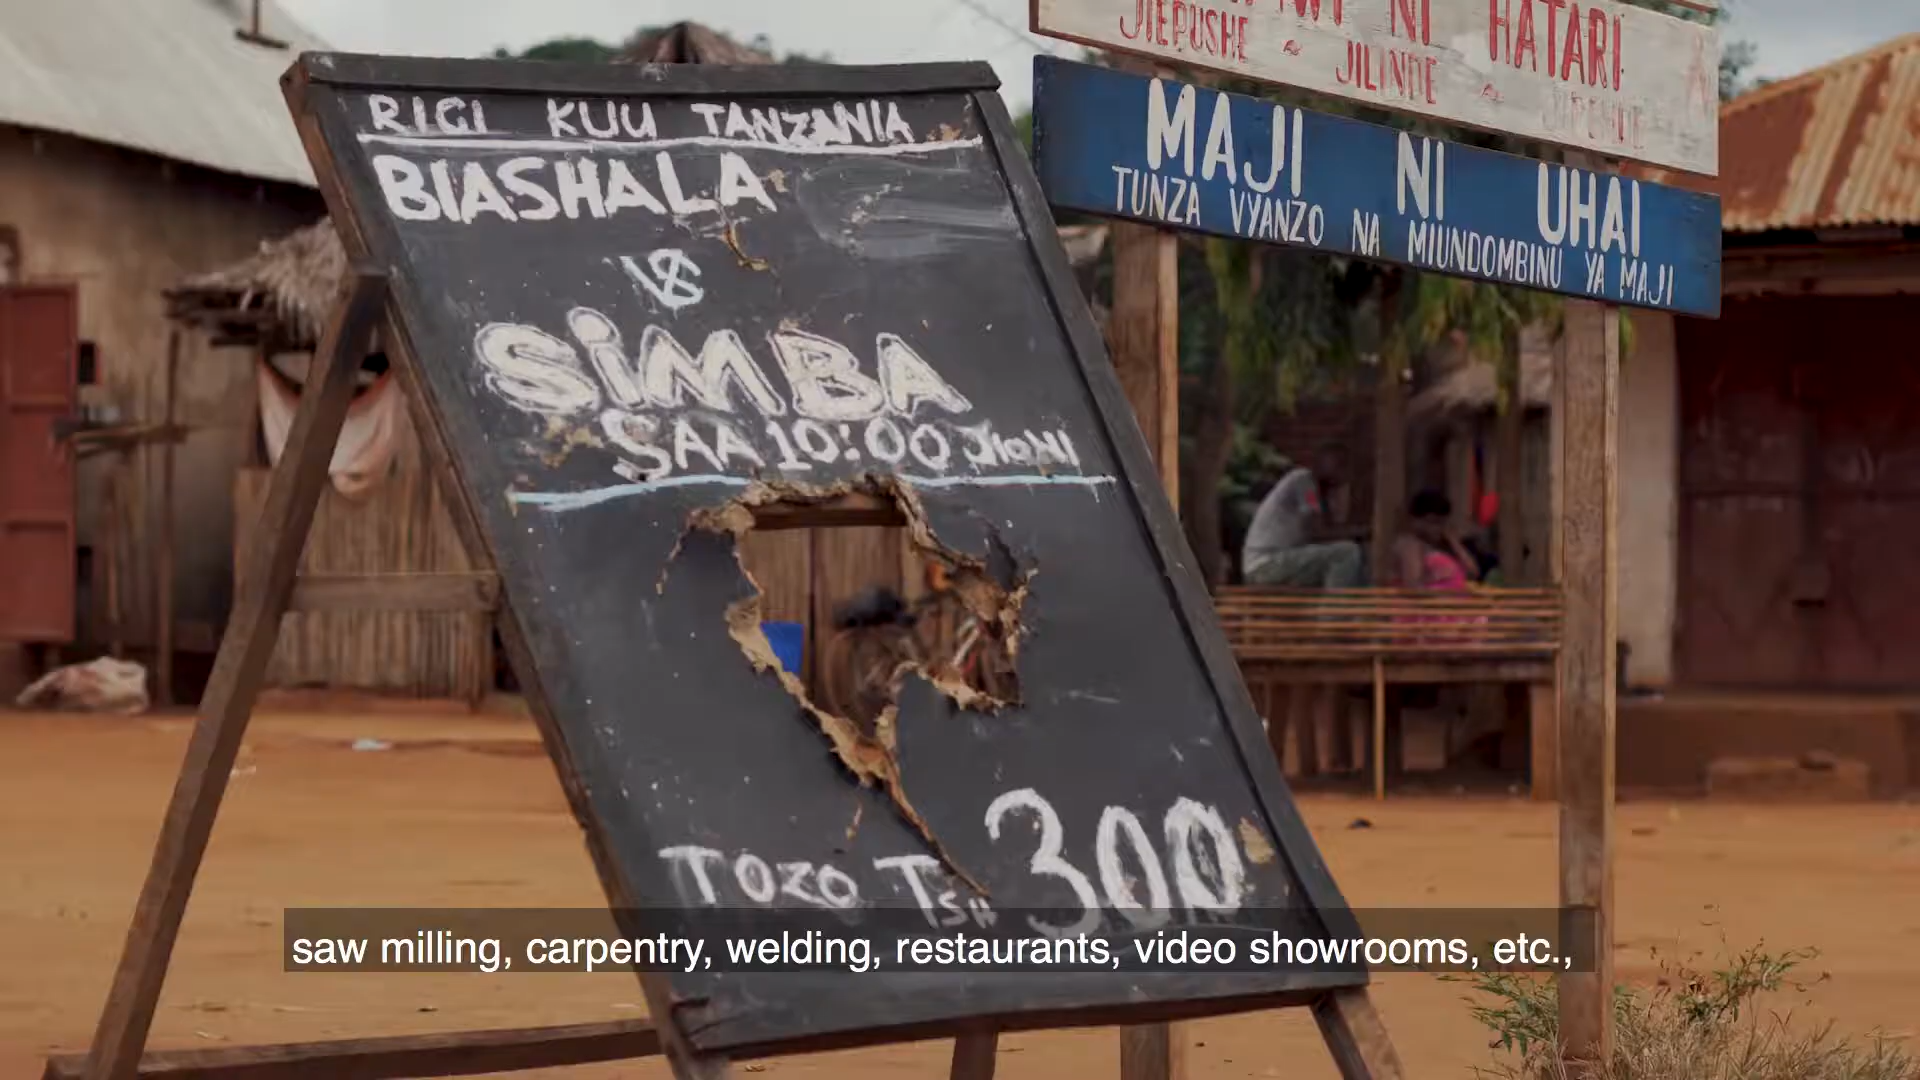 RIGI KUU TANZANIA
BIASHALA
VS
SIMBA
SAA 10:00 JIONI
TOZO TSH 300
NI HATARI
JIEPUSHE ~ JILINDE ~
MAJI NI UHAI
TUNZA VYANZO NA MIUNDOMBINU YA MAJI
saw milling, carpentry, welding, restaurants, video showrooms, etc.,